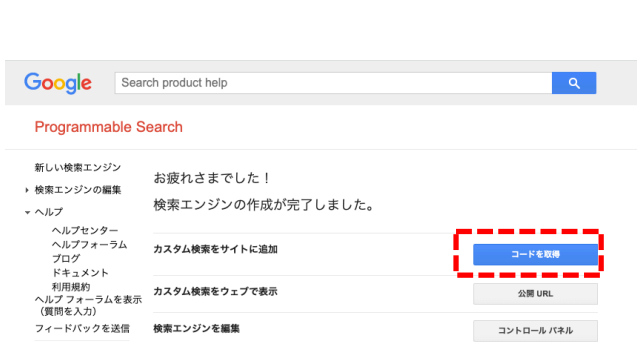 Google
Search product help
Programmable Search
新しい検索エンジン
検索エンジンの編集
ヘルプ
ヘルプセンター
ヘルプフォーラム
ブログ
ドキュメント
利用規約
ヘルプ フォーラムを表示
（質問を入力）
フィードバックを送信
お疲れさまでした！
検索エンジンの作成が完了しました。
カスタム検索をサイトに追加
コードを取得
カスタム検索をウェブで表示
公開 URL
検索エンジンを編集
コントロール パネル